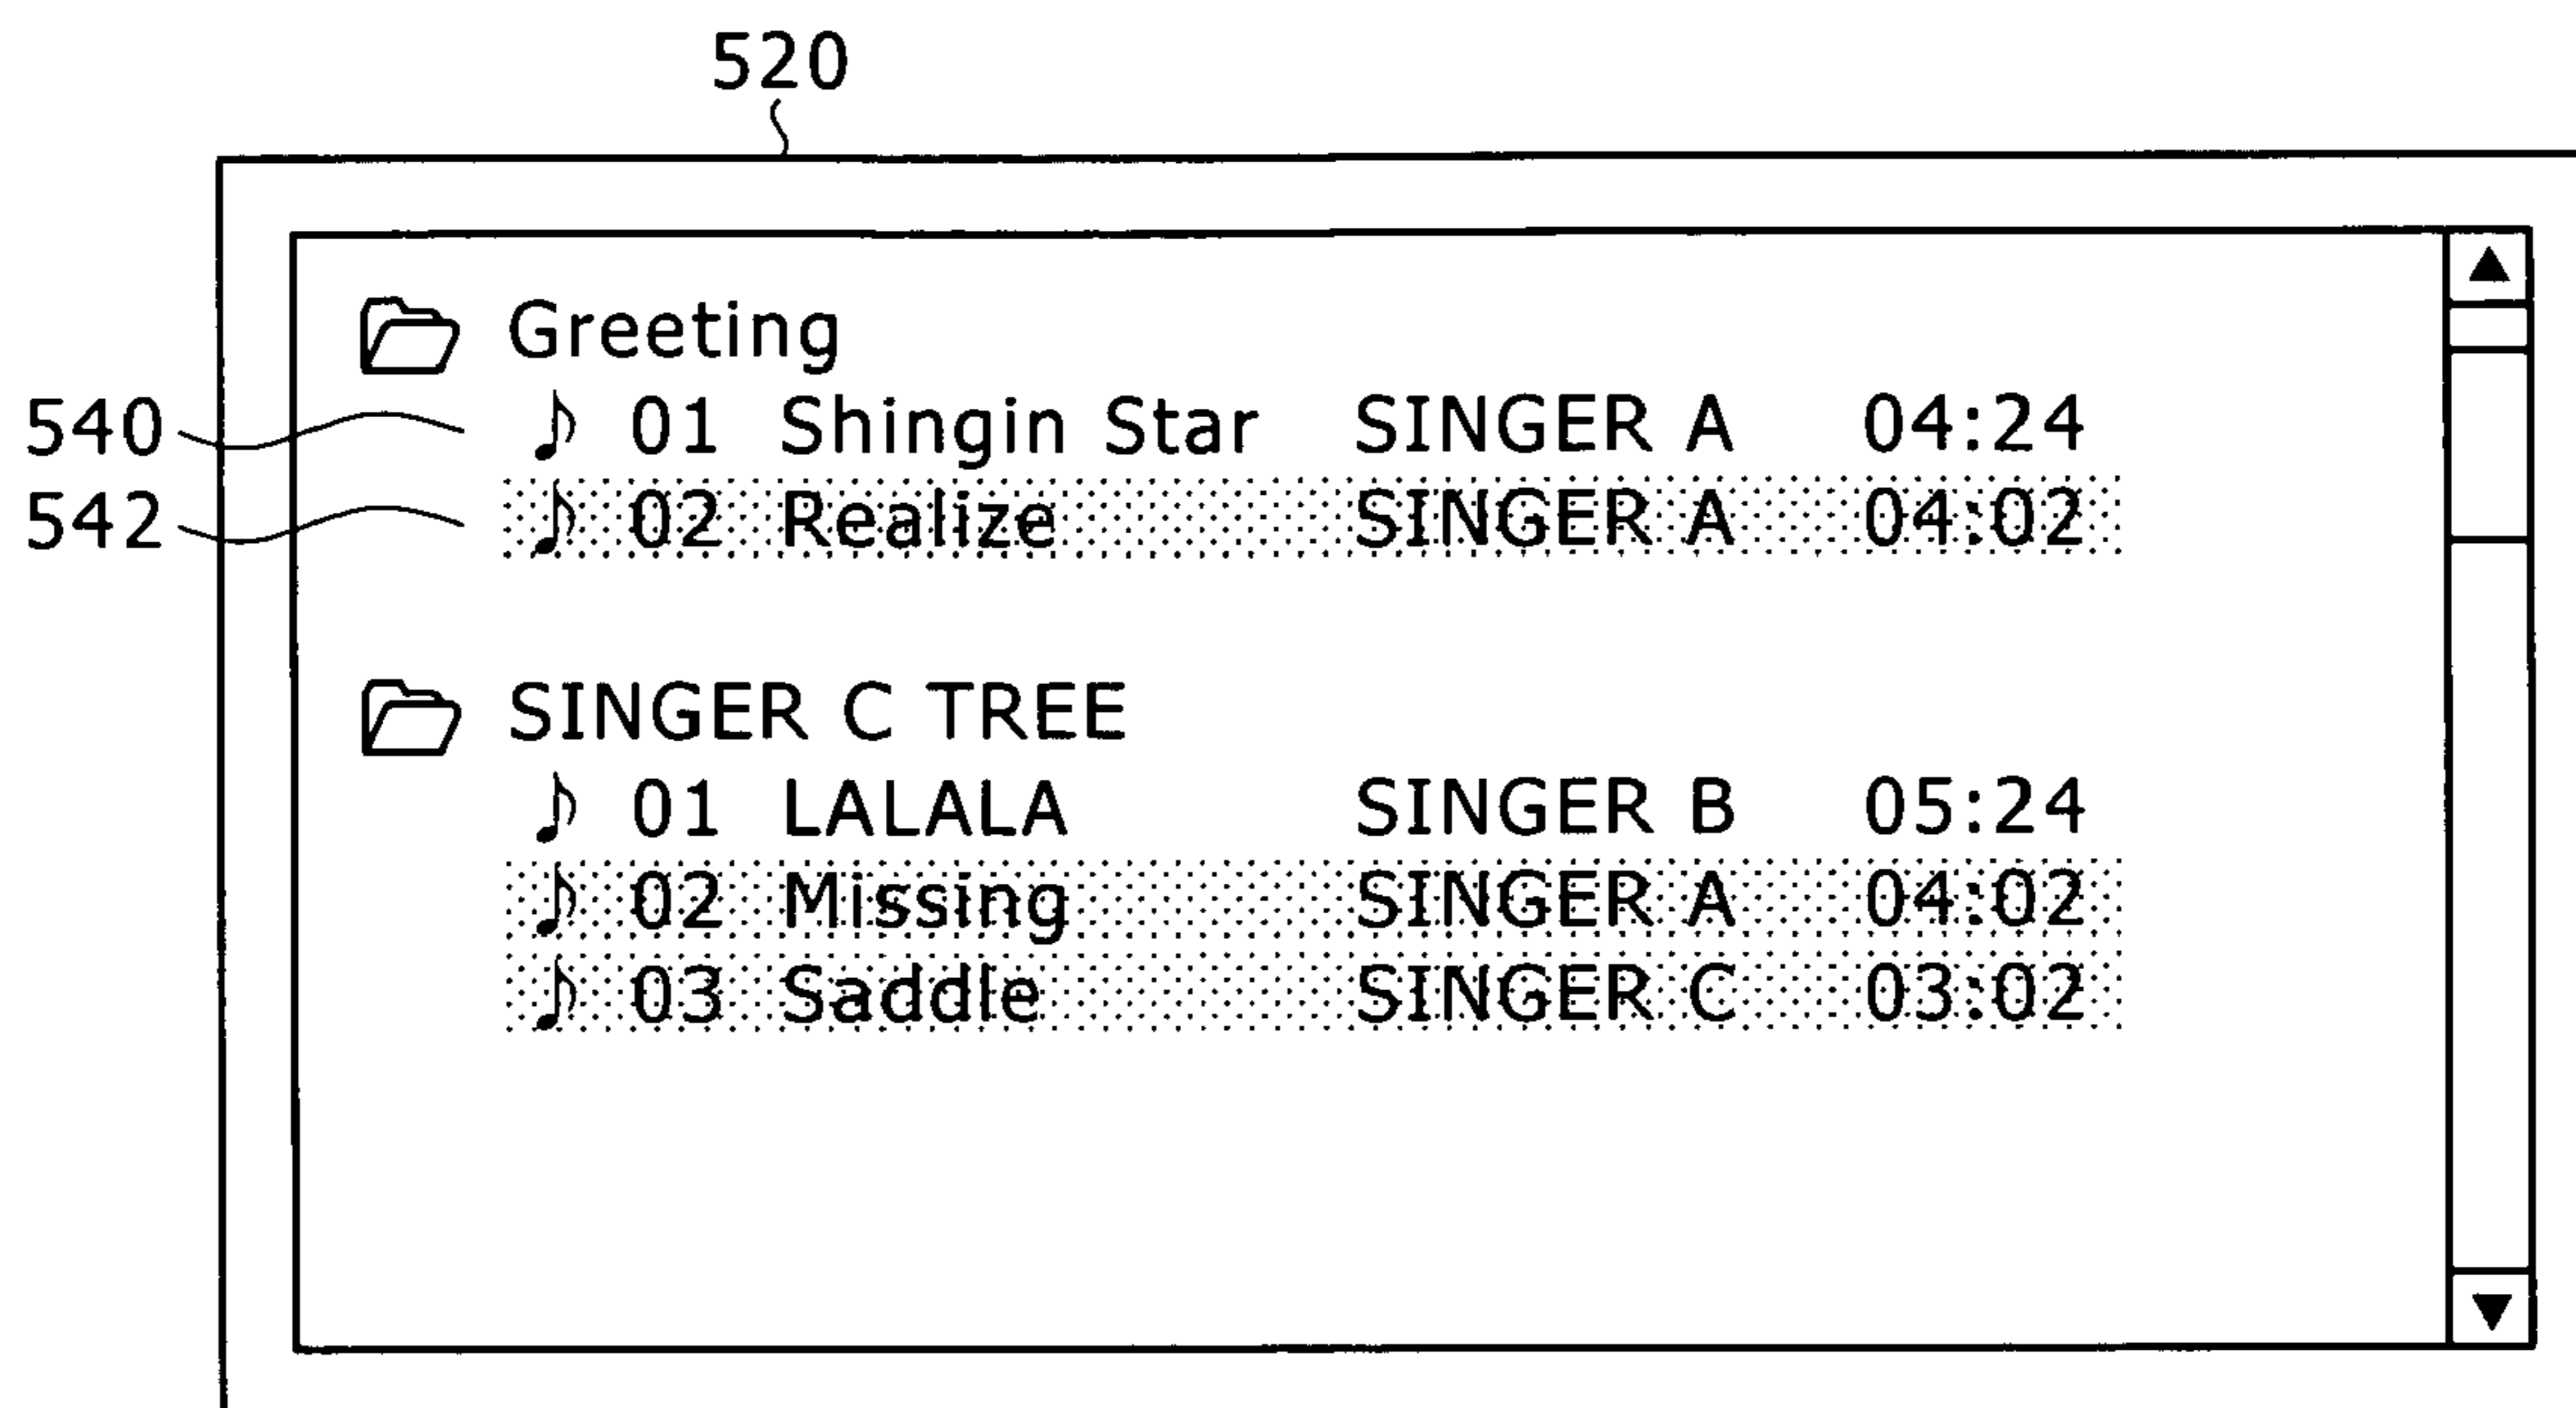 520
Greeting
540 01 Shingin Star SINGER A 04:24
542 02 Realize SINGER A 04:02
SINGER C TREE
01 LALALA SINGER B 05:24
02 Missing SINGER A 04:02
03 Saddle SINGER C 03:02